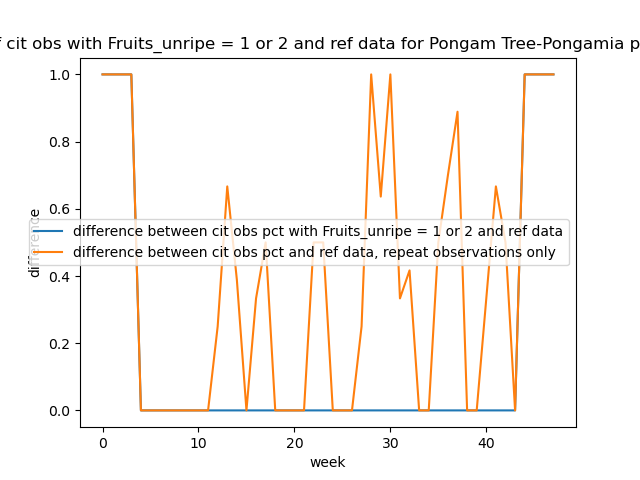 cit obs with Fruits_unripe = 1 or 2 and ref data for Pongam Tree-Pongamia p
1.0
0.8
0.6
0.4
0.2
0.0
difference
difference between cit obs pct with Fruits_unripe = 1 or 2 and ref data
difference between cit obs pct and ref data, repeat observations only
0 10 20 30 40
week